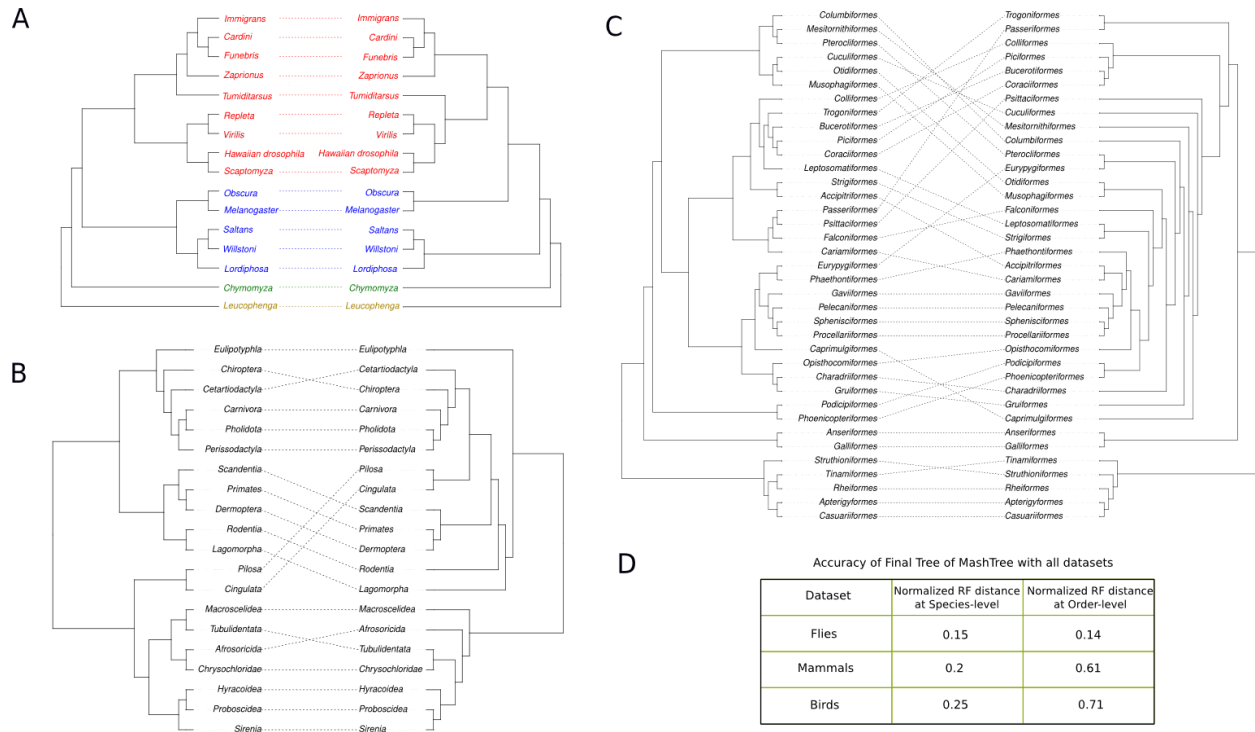 A
Immigrans Immigrans
Cardini Cardini
Funebris Funebris
Zaprionus Zaprionus
Tumiditarsus Tumiditarsus
Repleta Repleta
Virilis Virilis
Hawaiian drosophila Hawaiian drosophila
Scaptomyza Scaptomyza
Obscura Obscura
Melanogaster Melanogaster
Saltans Saltans
Willstoni Willstoni
Lordiphosa Lordiphosa
Chymomyza Chymomyza
Leucophenga Leucophenga
B
Eulipotyphla Eulipotyphla
Chiroptera Cetartiodactyla
Cetartiodactyla Chiroptera
Carnivora Carnivora
Pholidota Pholidota
Perissodactyla Perissodactyla
Scandentia Pilosa
Primates Cingulata
Dermoptera Scandentia
Rodentia Primates
Lagomorpha Dermoptera
Pilosa Rodentia
Cingulata Lagomorpha
Macroscelidea Macroscelidea
Tubulidentata Afrosoricida
Afrosoricida Tubulidentata
Chrysochloridae Chrysochloridae
Hyracoidea Hyracoidea
Proboscidea Proboscidea
Sirenia Sirenia
C
Columbiformes Trogoniformes
Mesitornithiformes Passeriformes
Pterocliformes Coliiformes
Cuculiformes Piciformes
Otidiformes Bucerotiformes
Musophagiformes Coraciiformes
Coliiformes Psittaciformes
Trogoniformes Cuculiformes
Bucerotiformes Mesitornithiformes
Piciformes Columbiformes
Coraciiformes Pterocliformes
Leptosomatiformes Eurypygiformes
Strigiformes Otidiformes
Accipitriformes Musophagiformes
Passeriformes Falconiformes
Psittaciformes Leptosomatiformes
Falconiformes Strigiformes
Cariamiformes Phaethontiformes
Eurypygiformes Accipitriformes
Phaethontiformes Cariamiformes
Gaviiformes Gaviiformes
Pelecaniformes Pelecaniformes
Sphenisciformes Sphenisciformes
Procellariiformes Procellariiformes
Caprimulgiformes Opisthocomiformes
Opisthocomiformes Podicipiformes
Charadriiformes Phoenicopteriformes
Gruiformes Charadriiformes
Podicipiformes Gruiformes
Phoenicopteriformes Caprimulgiformes
Anseriformes Anseriformes
Galliformes Galliformes
Struthioniformes Tinamiformes
Tinamiformes Struthioniformes
Rheiformes Rheiformes
Apterigyformes Apterigyformes
Casuariiformes Casuariiformes
D
Accuracy of Final Tree of MashTree with all datasets
Dataset Normalized RF distance at Species-level Normalized RF distance at Order-level
Flies 0.15 0.14
Mammals 0.2 0.61
Birds 0.25 0.71